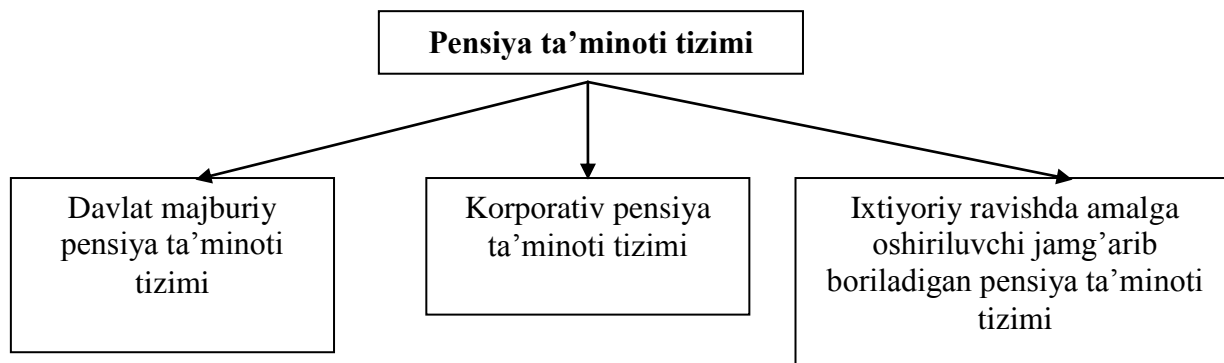 Pensiya ta’minoti tizimi
Davlat majburiy
pensiya ta’minoti
tizimi
Korporativ pensiya
ta’minoti tizimi
Ixtiyoriy ravishda amalga
oshiriluvchi jamg’arib
boriladigan pensiya ta’minoti
tizimi